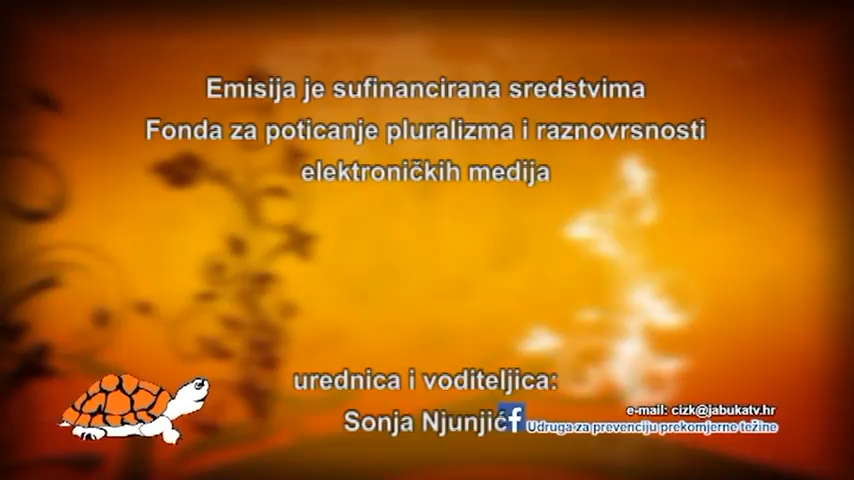 Emisija je sufinancirana sredstvima
Fonda za poticanje pluralizma i raznovrsnosti
elektroničkih medija
urednica i voditeljica:
Sonja Njunjić
e-mail: cizk@jabukatv.hr
Udruga za prevenciju prekomjerne težine